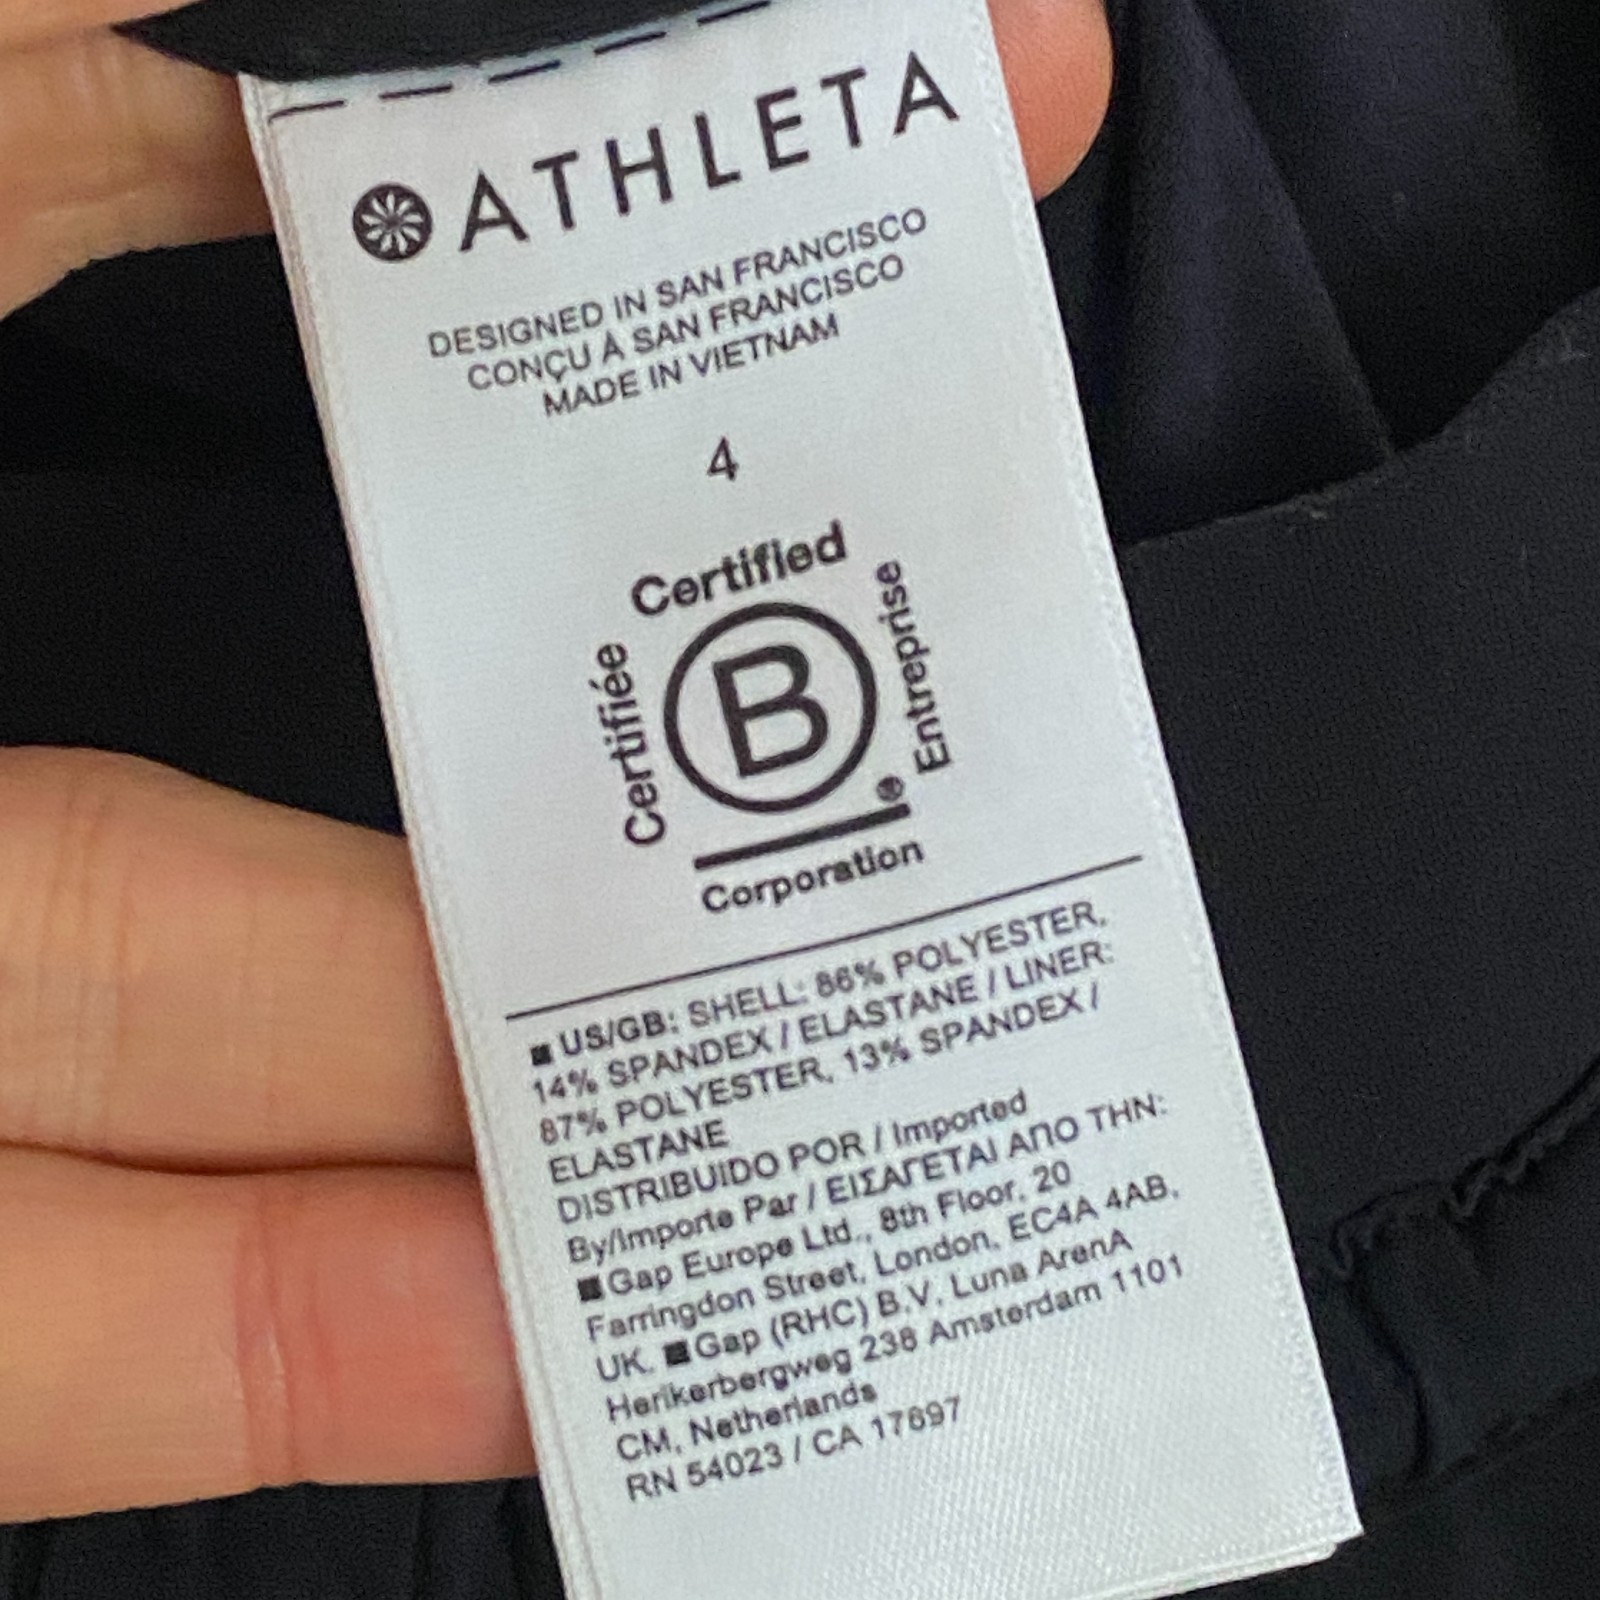 ATHLETA
DESIGNED IN SAN FRANCISCO
CONÇU À SAN FRANCISCO
MADE IN VIETNAM
4
Certified
Certifiée
B
Entreprise
®
Corporation
■ US/GB: SHELL: 86% POLYESTER,
14% SPANDEX / ELASTANE / LINER:
87% POLYESTER, 13% SPANDEX /
ELASTANE
DISTRIBUIDO POR / Imported
By/Importe Par / ΕΙΣΑΓΕΤΑΙ ΑΠΟ ΤΗΝ:
■Gap Europe Ltd., 8th Floor, 20
Farringdon Street, London, EC4A 4AB,
UK. ■Gap (RHC) B.V. Luna ArenA
Herikerbergweg 238 Amsterdam 1101
CM, Netherlands
RN 54023 / CA 17897